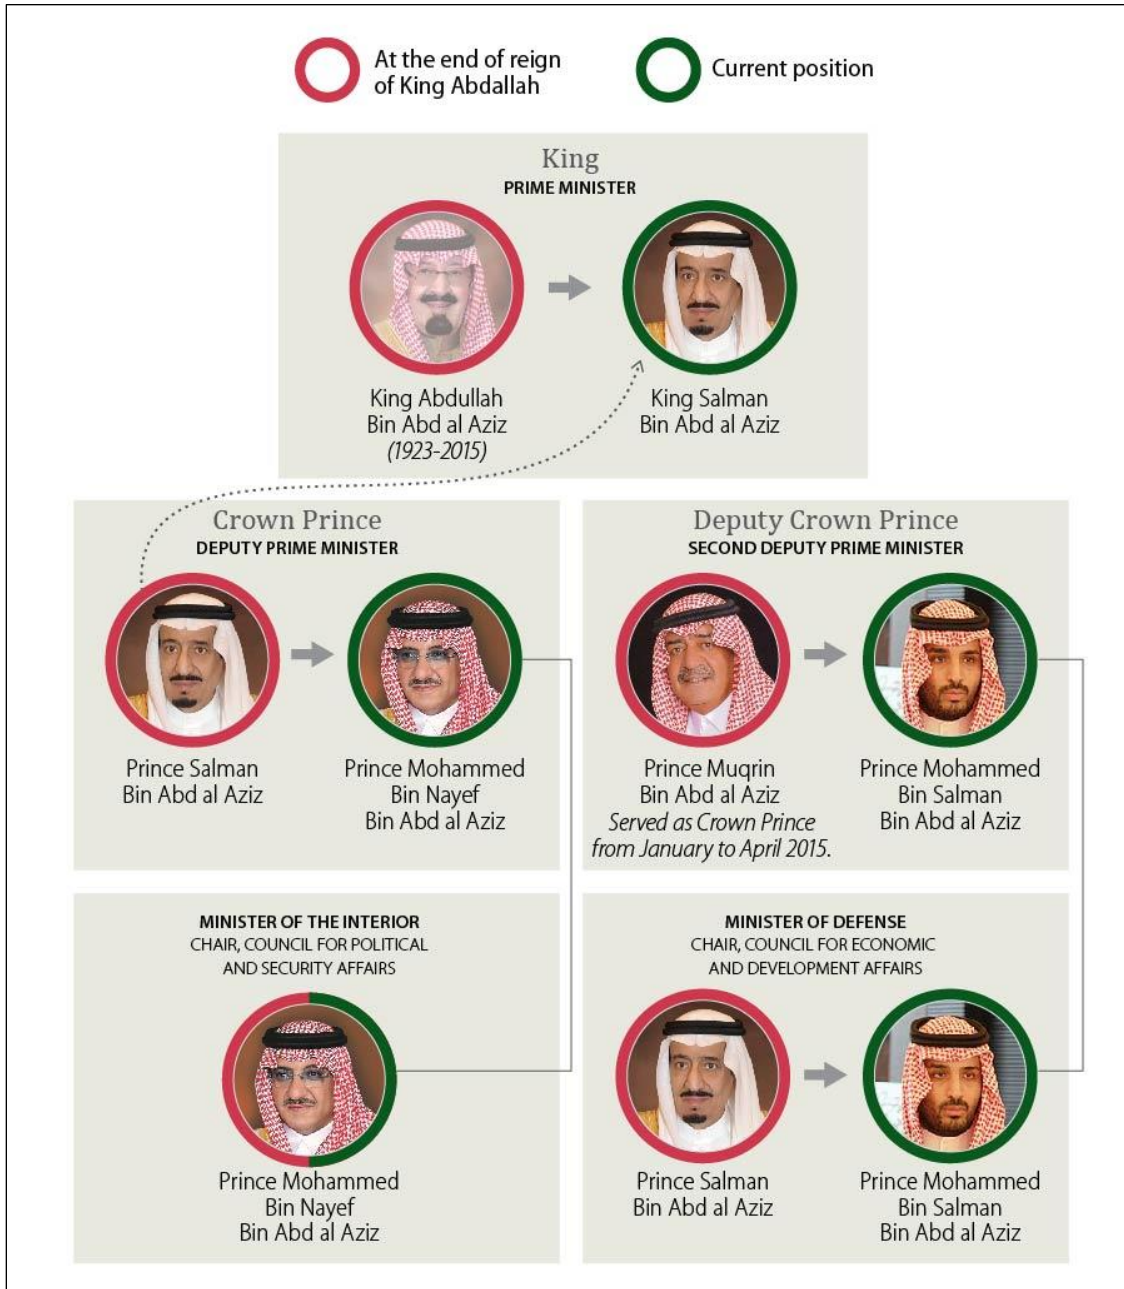 At the end of reign
of King Abdallah
Current position
King
PRIME MINISTER
King Abdullah
Bin Abd al Aziz
(1923-2015)
King Salman
Bin Abd al Aziz
Crown Prince
DEPUTY PRIME MINISTER
Prince Salman
Bin Abd al Aziz
Prince Mohammed
Bin Nayef
Bin Abd al Aziz
Deputy Crown Prince
SECOND DEPUTY PRIME MINISTER
Prince Muqrin
Bin Abd al Aziz
Served as Crown Prince
from January to April 2015.
Prince Mohammed
Bin Salman
Bin Abd al Aziz
MINISTER OF THE INTERIOR
CHAIR, COUNCIL FOR POLITICAL
AND SECURITY AFFAIRS
Prince Mohammed
Bin Nayef
Bin Abd al Aziz
MINISTER OF DEFENSE
CHAIR, COUNCIL FOR ECONOMIC
AND DEVELOPMENT AFFAIRS
Prince Salman
Bin Abd al Aziz
Prince Mohammed
Bin Salman
Bin Abd al Aziz